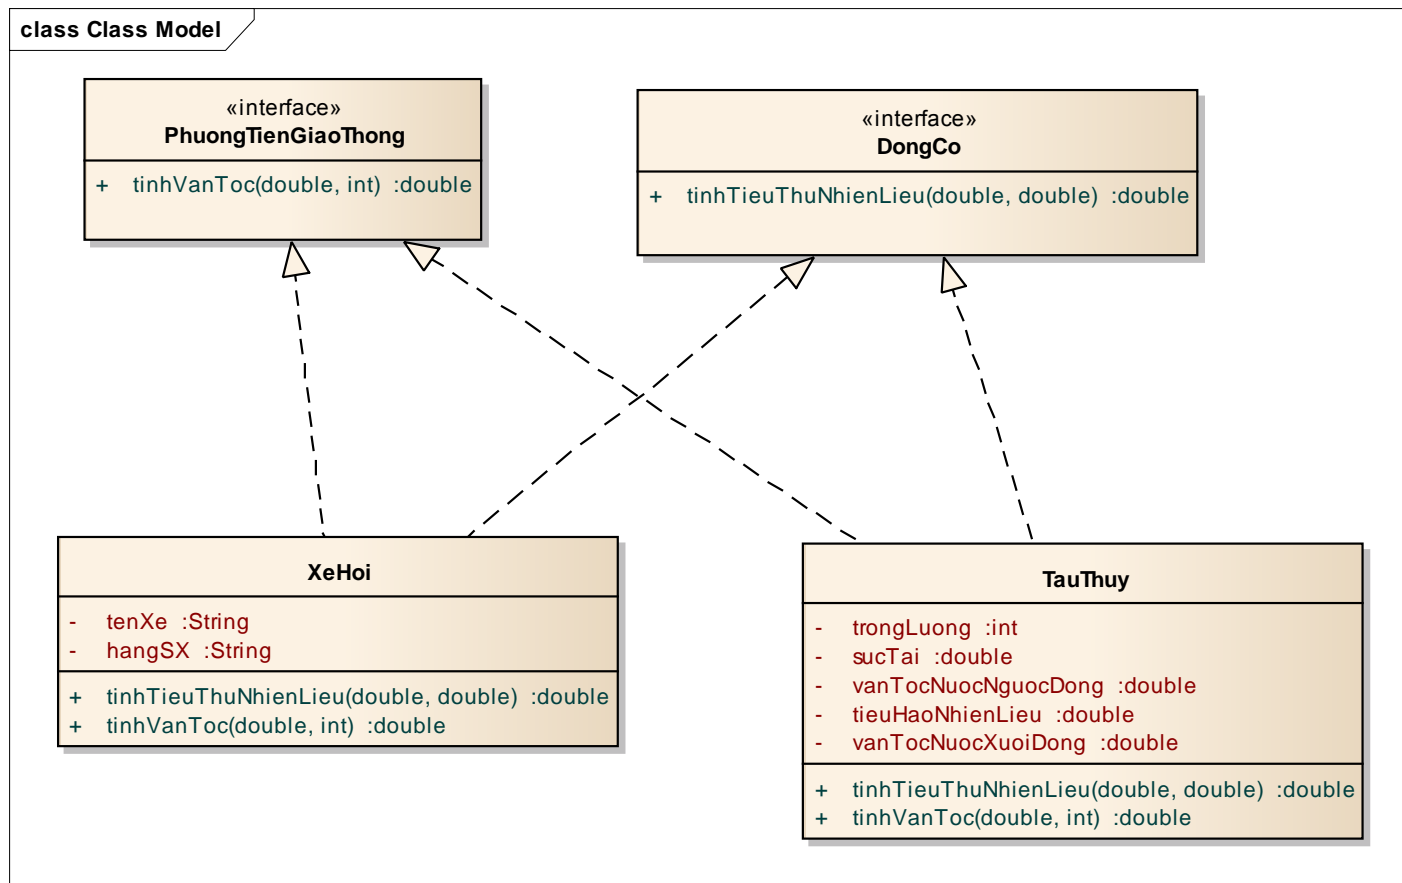 class Class Model
«interface»
PhuongTienGiaoThong
+ tinhVanToc(double, int) :double
«interface»
DongCo
+ tinhTieuThuNhienLieu(double, double) :double
XeHoi
- tenXe :String
- hangSX :String
+ tinhTieuThuNhienLieu(double, double) :double
+ tinhVanToc(double, int) :double
TauThuy
- trongLuong :int
- sucTai :double
- vanTocNuocNguocDong :double
- tieuHaoNhienLieu :double
- vanTocNuocXuoiDong :double
+ tinhTieuThuNhienLieu(double, double) :double
+ tinhVanToc(double, int) :double